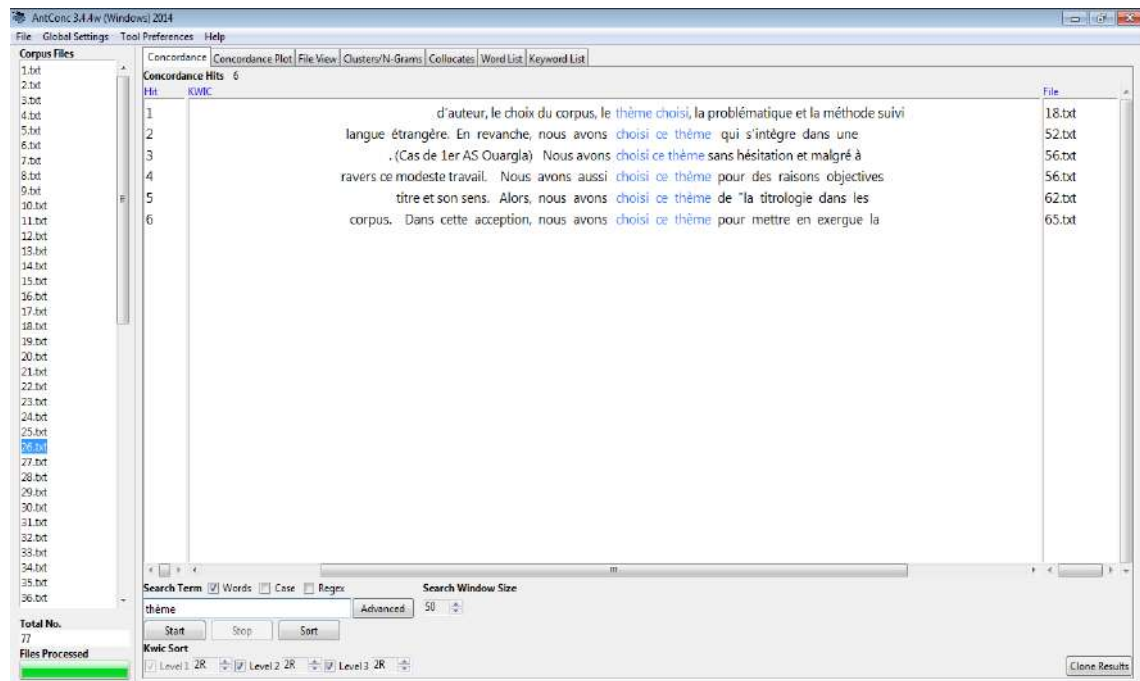 AntConc 3.4.4w (Windows) 2014
File Global Settings Tool Preferences Help
Corpus Files
1.txt
2.txt
3.txt
4.txt
5.txt
6.txt
7.txt
8.txt
9.txt
10.txt
11.txt
12.txt
13.txt
14.txt
15.txt
16.txt
17.txt
18.txt
19.txt
20.txt
21.txt
22.txt
23.txt
24.txt
25.txt
26.txt
27.txt
28.txt
29.txt
30.txt
31.txt
32.txt
33.txt
34.txt
35.txt
36.txt
Total No.
77
Files Processed
Concordance Concordance Plot File View Clusters/N-Grams Collocates Word List Keyword List
Concordance Hits 6
Hit KWIC File
1 d'auteur, le choix du corpus, le thème choisi, la problématique et la méthode suivi 18.txt
2 langue étrangère. En revanche, nous avons choisi ce thème qui s'intègre dans une 52.txt
3 . (Cas de 1er AS Ouargla) Nous avons choisi ce thème sans hésitation et malgré à 56.txt
4 ravers ce modeste travail. Nous avons aussi choisi ce thème pour des raisons objectives 56.txt
5 titre et son sens. Alors, nous avons choisi ce thème de "la titrologie dans les 62.txt
6 corpus. Dans cette acception, nous avons choisi ce thème pour mettre en exergue la 65.txt
Search Term Words Case Regex Search Window Size
thème Advanced 50
Start Stop Sort
Kwic Sort
Level 1 2R Level 2 2R Level 3 2R Clone Results